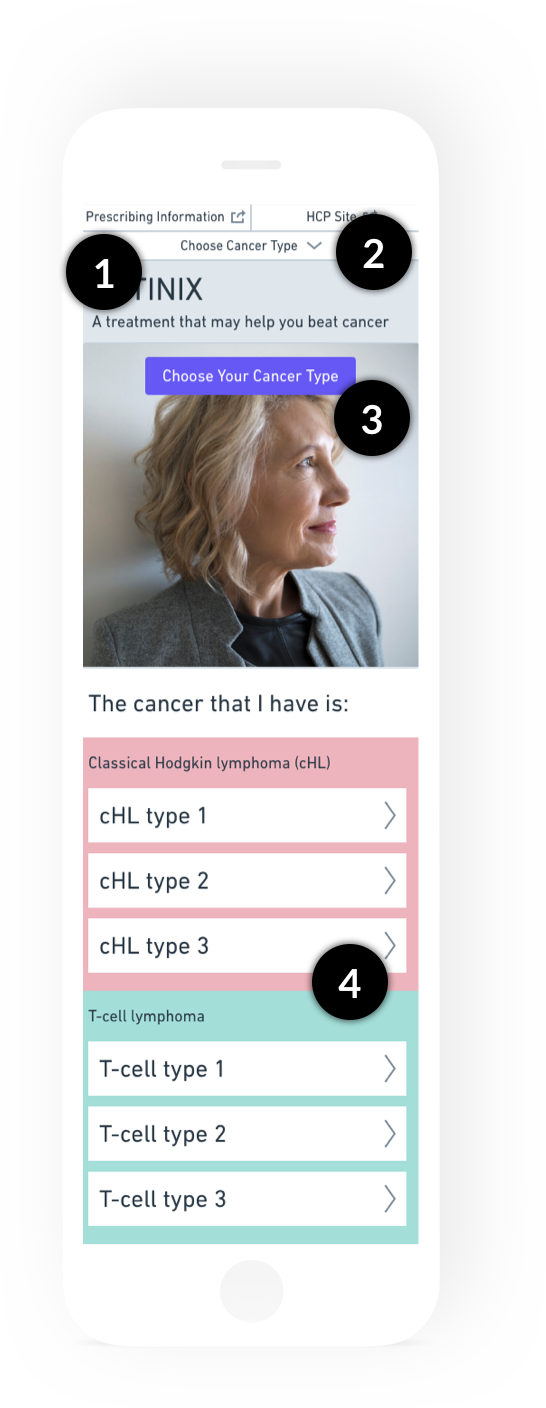 Prescribing Information
HCP Site
Choose Cancer Type
1
2
TINIX
A treatment that may help you beat cancer
Choose Your Cancer Type
3
The cancer that I have is:
Classical Hodgkin lymphoma (cHL)
cHL type 1
cHL type 2
cHL type 3
4
T-cell lymphoma
T-cell type 1
T-cell type 2
T-cell type 3